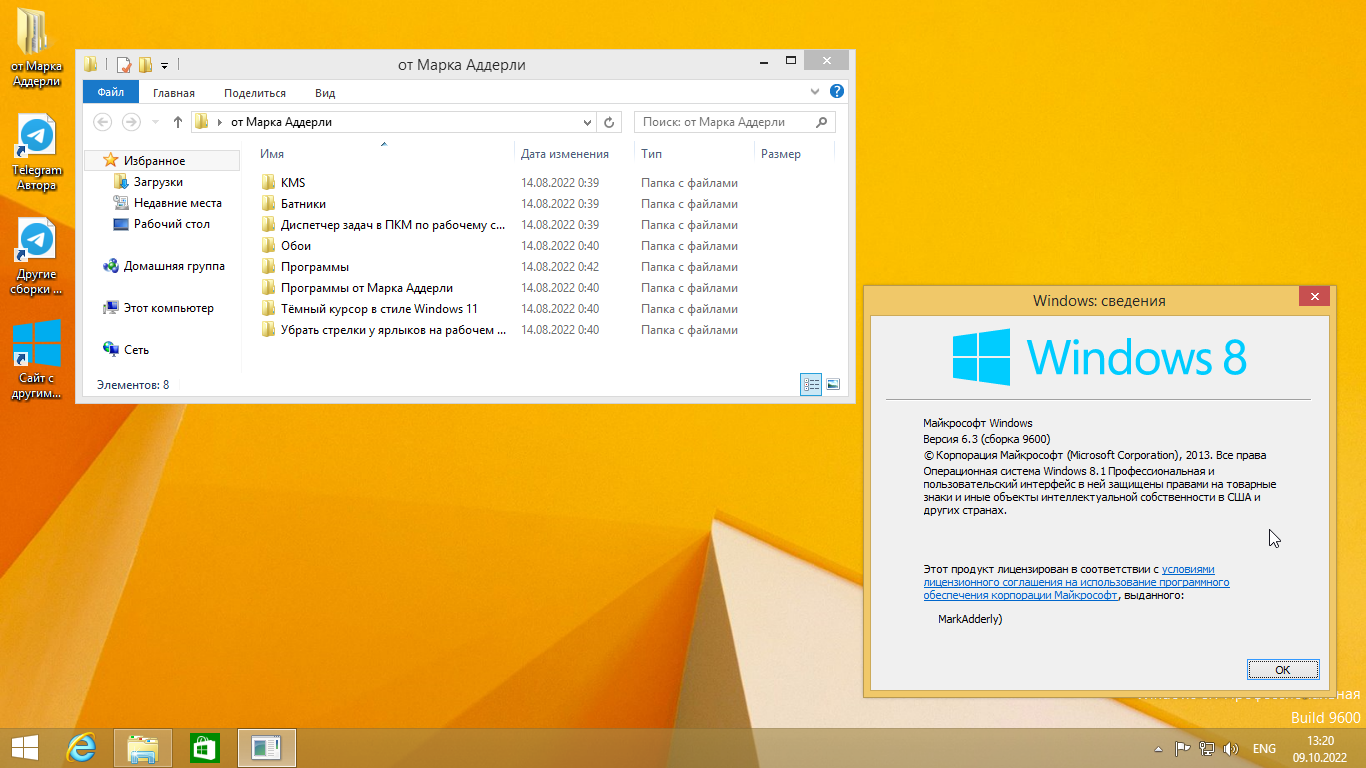 от Марка
Аддерли
Telegram
Автора
Другие
сборки ...
Сайт с
другим...
от Марка Аддерли
Файл
Главная
Поделиться
Вид
от Марка Аддерли
Поиск: от Марка Аддерли
Избранное
Загрузки
Недавние места
Рабочий стол
Домашняя группа
Этот компьютер
Сеть
Имя Дата изменения Тип Размер
KMS 14.08.2022 0:39 Папка с файлами
Батники 14.08.2022 0:39 Папка с файлами
Диспетчер задач в ПКМ по рабочему с... 14.08.2022 0:39 Папка с файлами
Обои 14.08.2022 0:40 Папка с файлами
Программы 14.08.2022 0:42 Папка с файлами
Программы от Марка Аддерли 14.08.2022 0:40 Папка с файлами
Тёмный курсор в стиле Windows 11 14.08.2022 0:40 Папка с файлами
Убрать стрелки у ярлыков на рабочем ... 14.08.2022 0:40 Папка с файлами
Элементов: 8
Windows: сведения
Windows 8
Майкрософт Windows
Версия 6.3 (сборка 9600)
© Корпорация Майкрософт (Microsoft Corporation), 2013. Все права
Операционная система Windows 8.1 Профессиональная и
пользовательский интерфейс в ней защищены правами на товарные
знаки и иные объекты интеллектуальной собственности в США и
других странах.
Этот продукт лицензирован в соответствии с условиями
лицензионного соглашения на использование программного
обеспечения корпорации Майкрософт, выданного:
MarkAdderly)
OK
Build 9600
ENG
13:20
09.10.2022